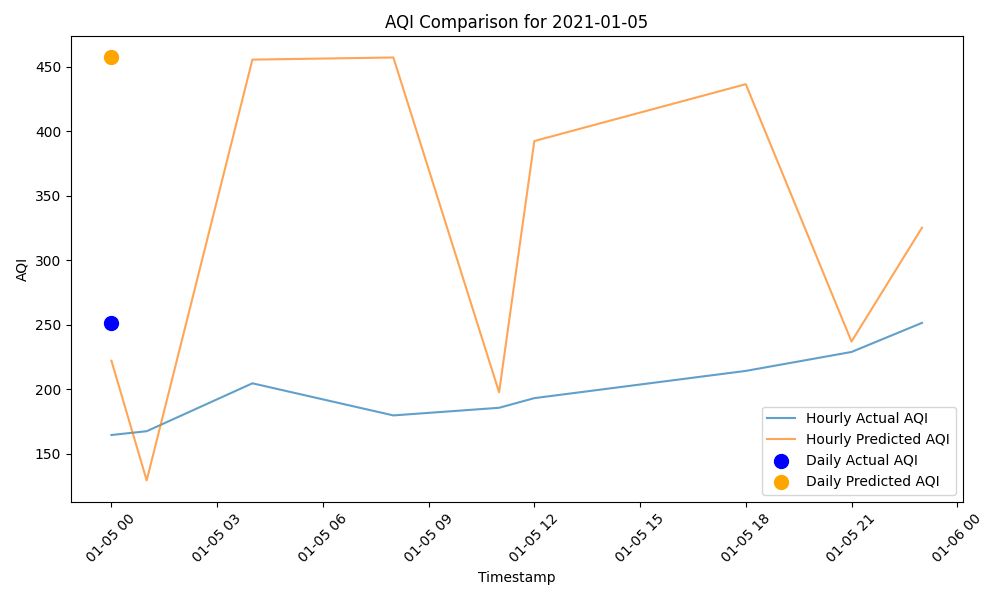 AQI Comparison for 2021-01-05
AQI
450
400
350
300
250
200
150
Hourly Actual AQI
Hourly Predicted AQI
Daily Actual AQI
Daily Predicted AQI
01-05 00
01-05 03
01-05 06
01-05 09
01-05 12
01-05 15
01-05 18
01-05 21
01-06 00
Timestamp